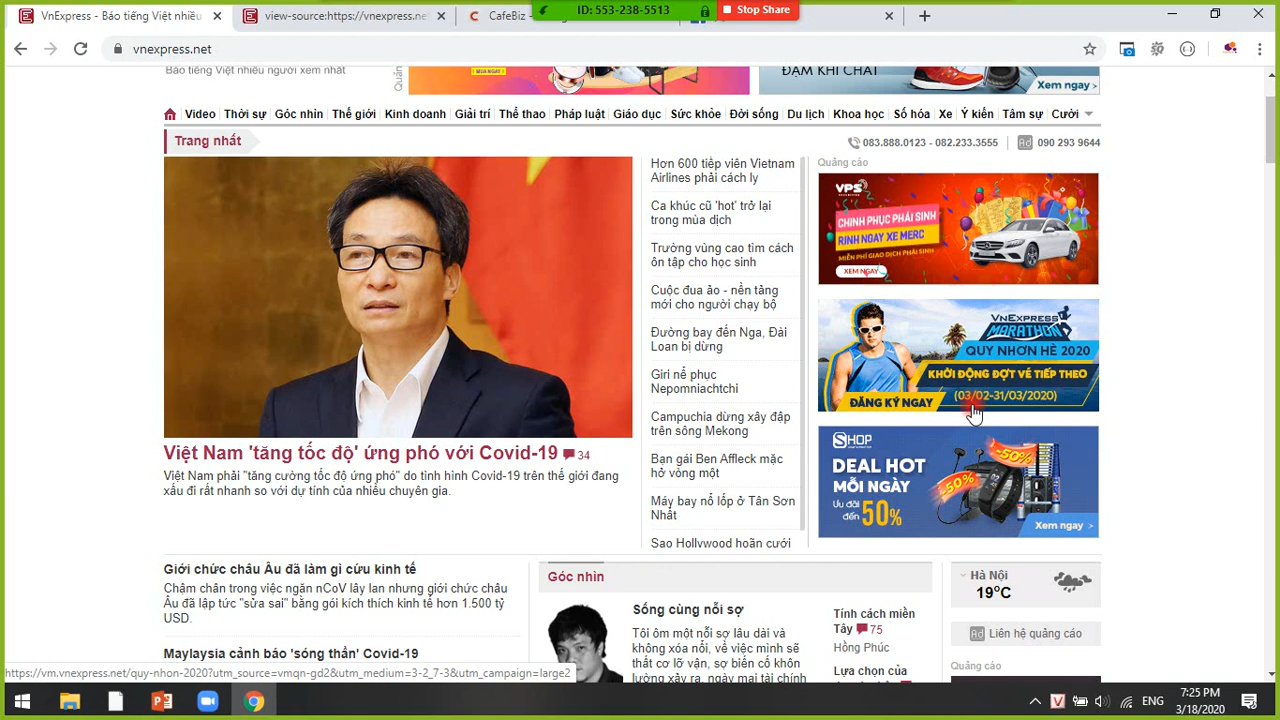 VnExpress - Báo tiếng Việt nhiều
view-source:https://vnexpress.ne
CafeBiz -
ID: 553-238-5513
Stop Share
vnexpress.net
Báo tiếng Việt nhiều người xem nhất
MUA NGAY
ĐẬM KHÍ CHẤT
Xem ngay >
Video Thời sự Góc nhìn Thế giới Kinh doanh Giải trí Thể thao Pháp luật Giáo dục Sức khỏe Đời sống Du lịch Khoa học Số hóa Xe Ý kiến Tâm sự Cười
Trang nhất
083.888.0123 - 082.233.3555 | Ad 090 293 9644
Hơn 600 tiếp viên Vietnam
Airlines phải cách ly
Ca khúc cũ 'hot' trở lại
trong mùa dịch
Trường vùng cao tìm cách
ôn tập cho học sinh
Cuộc đua ảo - nền tảng
mới cho người chạy bộ
Đường bay đến Nga, Đài
Loan bị dừng
Giri nể phục
Nepomniachtchi
Campuchia dừng xây đập
trên sông Mekong
Bạn gái Ben Affleck mặc
hở vòng một
Máy bay nổ lốp ở Tân Sơn
Nhất
Sao Hollywood hoãn cưới
Quảng cáo
VPS
CHINH PHỤC PHÁI SINH
RINH NGAY XE MERC
MIỄN PHÍ GIAO DỊCH PHÁI SINH
XEM NGAY
VNEXPRESS
MARATHON
QUY NHƠN HÈ 2020
KHỞI ĐỘNG ĐỢT VÉ TIẾP THEO
ĐĂNG KÝ NGAY
(03/02-31/03/2020)
SHOP
DEAL HOT
MỖI NGÀY
Ưu đãi
đến 50%
-50%
-50%
Xem ngay >
Việt Nam 'tăng tốc độ' ứng phó với Covid-19 34
Việt Nam phải "tăng cường tốc độ ứng phó" do tình hình Covid-19 trên thế giới đang
xấu đi rất nhanh so với dự tính của nhiều chuyên gia.
Giới chức châu Âu đã làm gì cứu kinh tế
Chậm chân trong việc ngăn nCoV lây lan nhưng giới chức châu
Âu đã lập tức "sửa sai" bằng gói kích thích kinh tế hơn 1.500 tỷ
USD.
Maylaysia cảnh báo 'sóng thần' Covid-19
Góc nhìn
Sống cùng nỗi sợ
Tôi ôm một nỗi sợ lâu dài và
không xóa nổi, về việc mình sẽ
thất cơ lỡ vận, sợ biến cố khôn
lường xảy ra, ngày mai tài chính
Tính cách miền
Tây 75
Hồng Phúc
Lựa chọn của
Hà Nội
19°C
Ad Liên hệ quảng cáo
Quảng cáo
https://vm.vnexpress.net/quy-nhon-2020?utm_source=vmqn-gd2&utm_medium=3-2_7-3&utm_campaign=large2
ENG
7:25 PM
3/18/2020